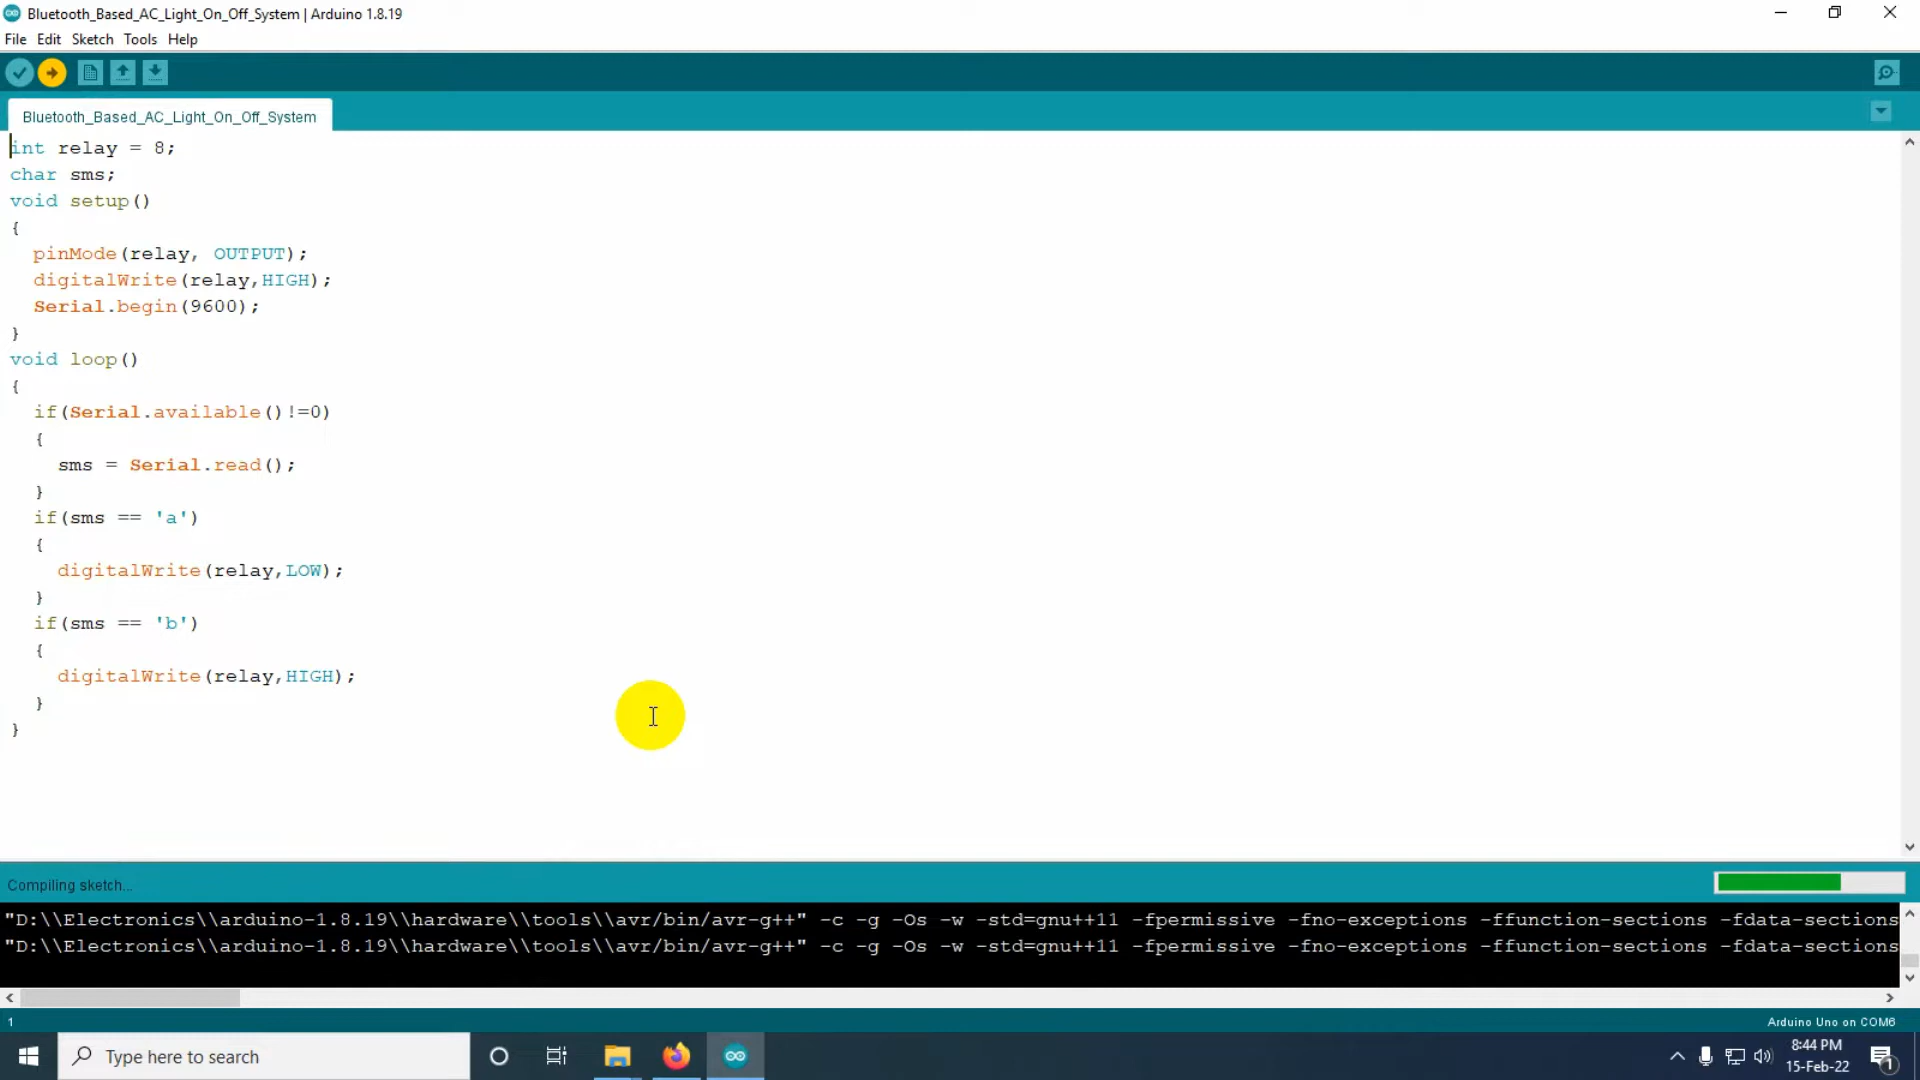 Bluetooth_Based_AC_Light_On_Off_System | Arduino 1.8.19
File Edit Sketch Tools Help
Bluetooth_Based_AC_Light_On_Off_System
int relay = 8;
char sms;
void setup()
{
  pinMode(relay, OUTPUT);
  digitalWrite(relay,HIGH);
  Serial.begin(9600);
}
void loop()
{
  if(Serial.available()!=0)
  {
    sms = Serial.read();
  }
  if(sms == 'a')
  {
    digitalWrite(relay,LOW);
  }
  if(sms == 'b')
  {
    digitalWrite(relay,HIGH);
  }
}
Compiling sketch...
"D:\\Electronics\\arduino-1.8.19\\hardware\\tools\\avr/bin/avr-g++" -c -g -Os -w -std=gnu++11 -fpermissive -fno-exceptions -ffunction-sections -fdata-sections
"D:\\Electronics\\arduino-1.8.19\\hardware\\tools\\avr/bin/avr-g++" -c -g -Os -w -std=gnu++11 -fpermissive -fno-exceptions -ffunction-sections -fdata-sections
1
Arduino Uno on COM6
Type here to search
8:44 PM
15-Feb-22
1